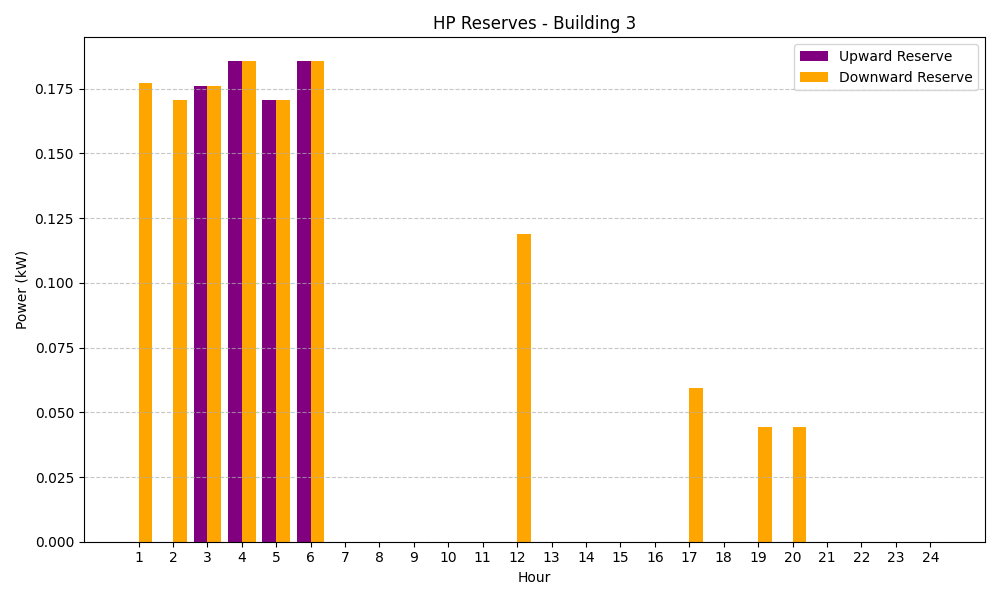 HP Reserves - Building 3
Upward Reserve
Downward Reserve
Power (kW)
0.175
0.150
0.125
0.100
0.075
0.050
0.025
0.000
1 2 3 4 5 6 7 8 9 10 11 12 13 14 15 16 17 18 19 20 21 22 23 24
Hour